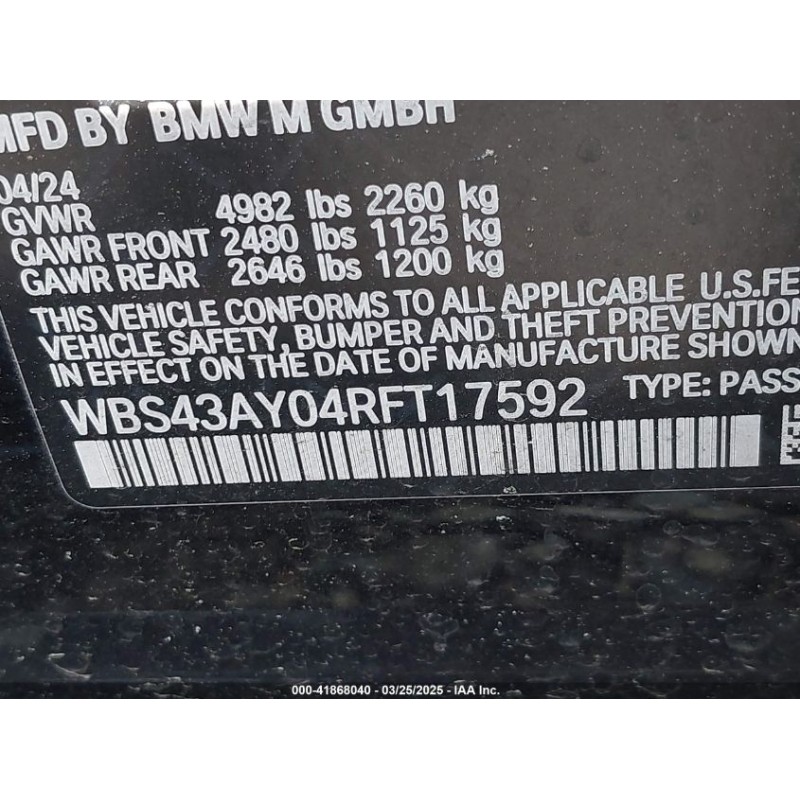 MFD BY BMW M GMBH
04/24
GVWR 4982 lbs 2260 kg
GAWR FRONT 2480 lbs 1125 kg
GAWR REAR 2646 lbs 1200 kg
THIS VEHICLE CONFORMS TO ALL APPLICABLE U.S.FE
VEHICLE SAFETY, BUMPER AND THEFT PREVENTION
IN EFFECT ON THE DATE OF MANUFACTURE SHOWN
WBS43AY04RFT17592 TYPE: PASS
000-41868040 - 03/25/2025 - IAA Inc.